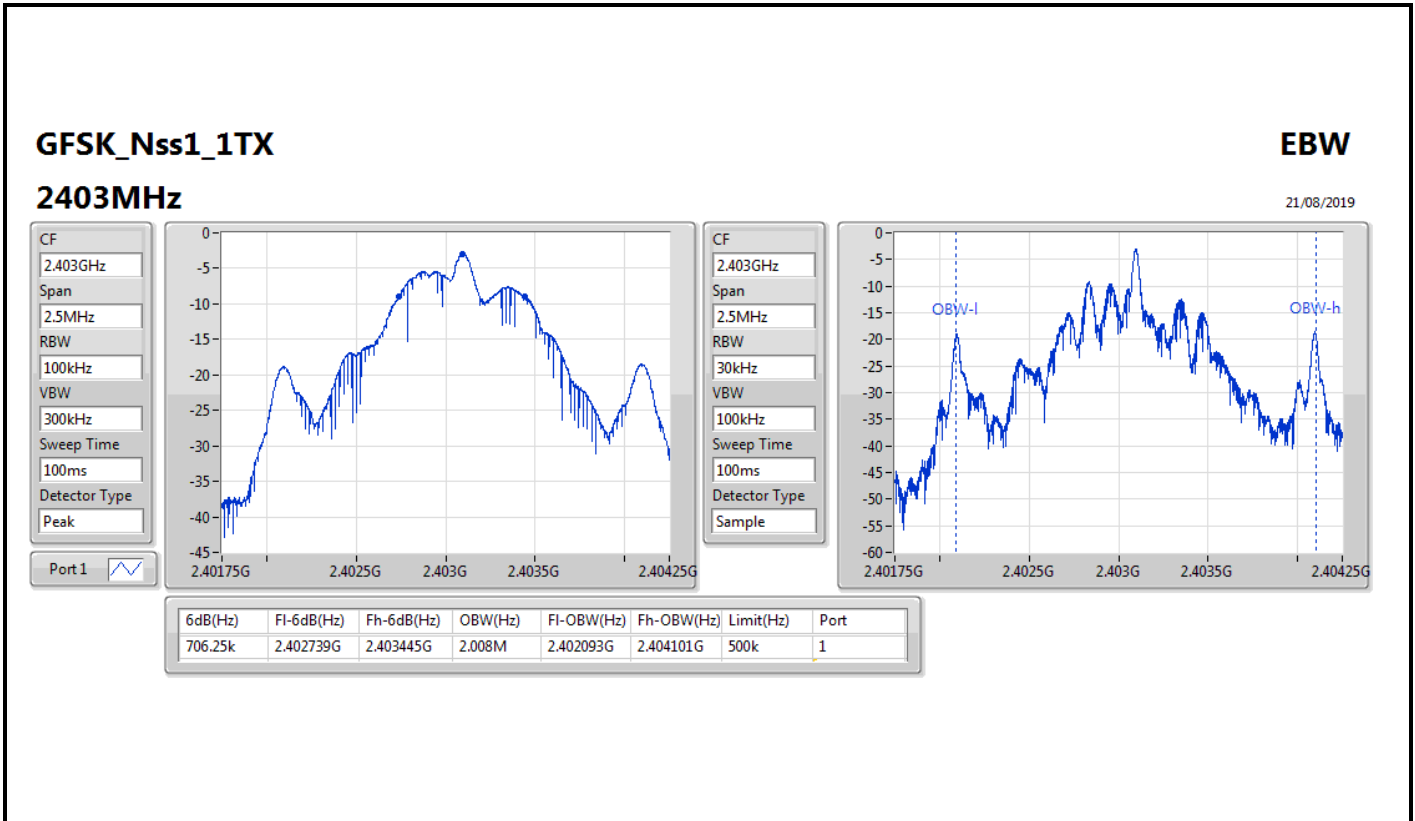 GFSK_Nss1_1TX
EBW
2403MHz
21/08/2019
CF
2.403GHz
Span
2.5MHz
RBW
100kHz
VBW
300kHz
Sweep Time
100ms
Detector Type
Peak
Port 1
0
-5
-10
-15
-20
-25
-30
-35
-40
-45
2.40175G 2.4025G 2.403G 2.4035G 2.40425G
CF
2.403GHz
Span
2.5MHz
RBW
30kHz
VBW
100kHz
Sweep Time
100ms
Detector Type
Sample
0
-5
-10
-15
-20
-25
-30
-35
-40
-45
-50
-55
-60
OBW-l
OBW-h
2.40175G 2.4025G 2.403G 2.4035G 2.40425G
6dB(Hz) Fl-6dB(Hz) Fh-6dB(Hz) OBW(Hz) Fl-OBW(Hz) Fh-OBW(Hz) Limit(Hz) Port
706.25k 2.402739G 2.403445G 2.008M 2.402093G 2.404101G 500k 1